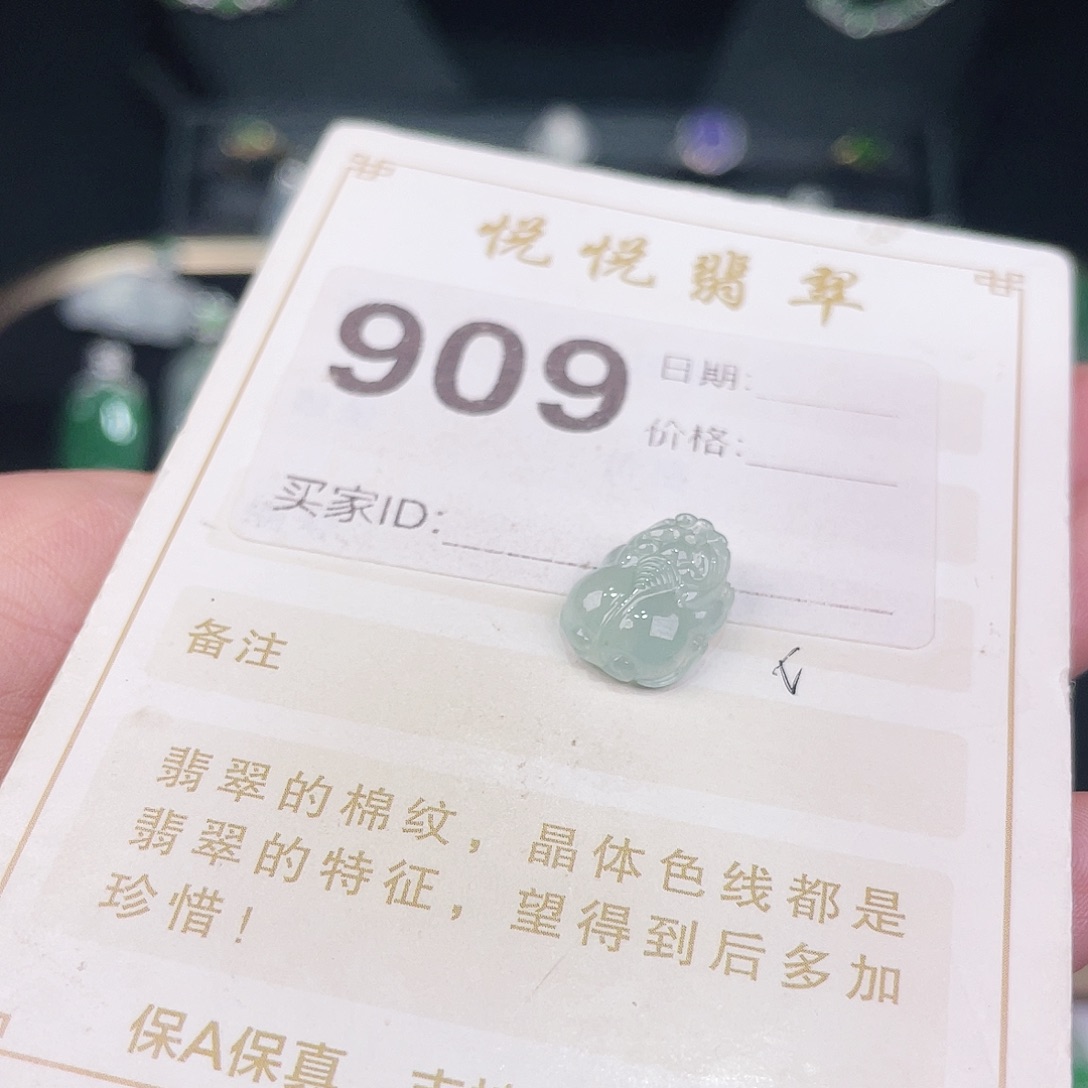 悦悦翡翠
909
日期:
价格:
买家ID:
备注
翡翠的棉纹，晶体色线都是
翡翠的特征，望得到后多加
珍惜！
保A保真